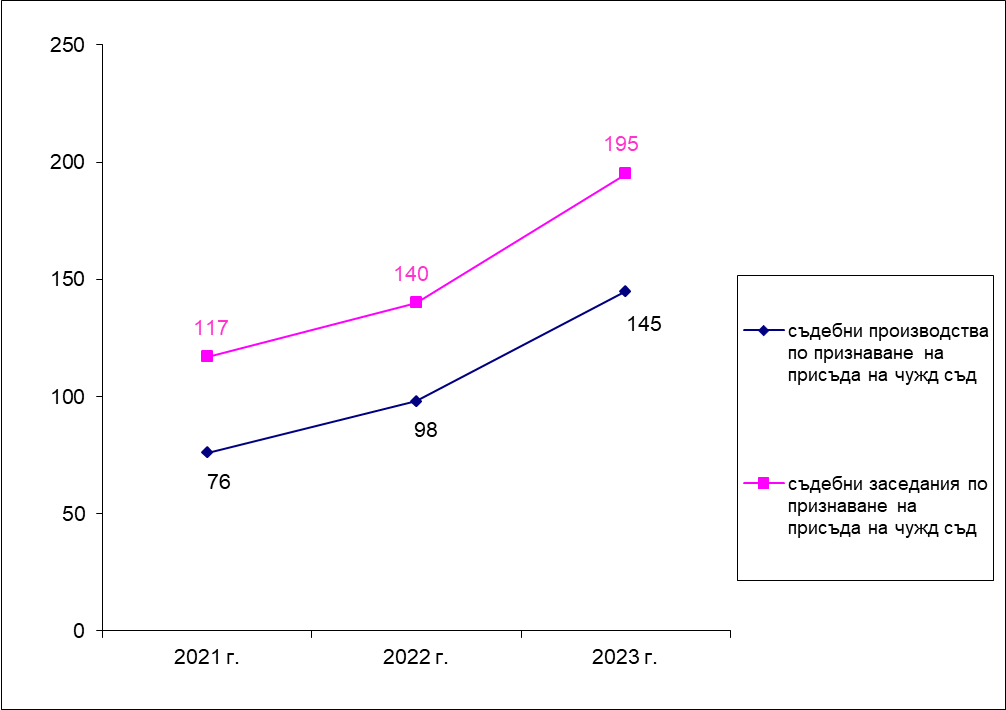 250
200
150
100
50
0
195
140
117
145
98
76
2021 г.
2022 г.
2023 г.
съдебни производства
по признаване на
присъда на чужд съд
съдебни заседания по
признаване на
присъда на чужд съд